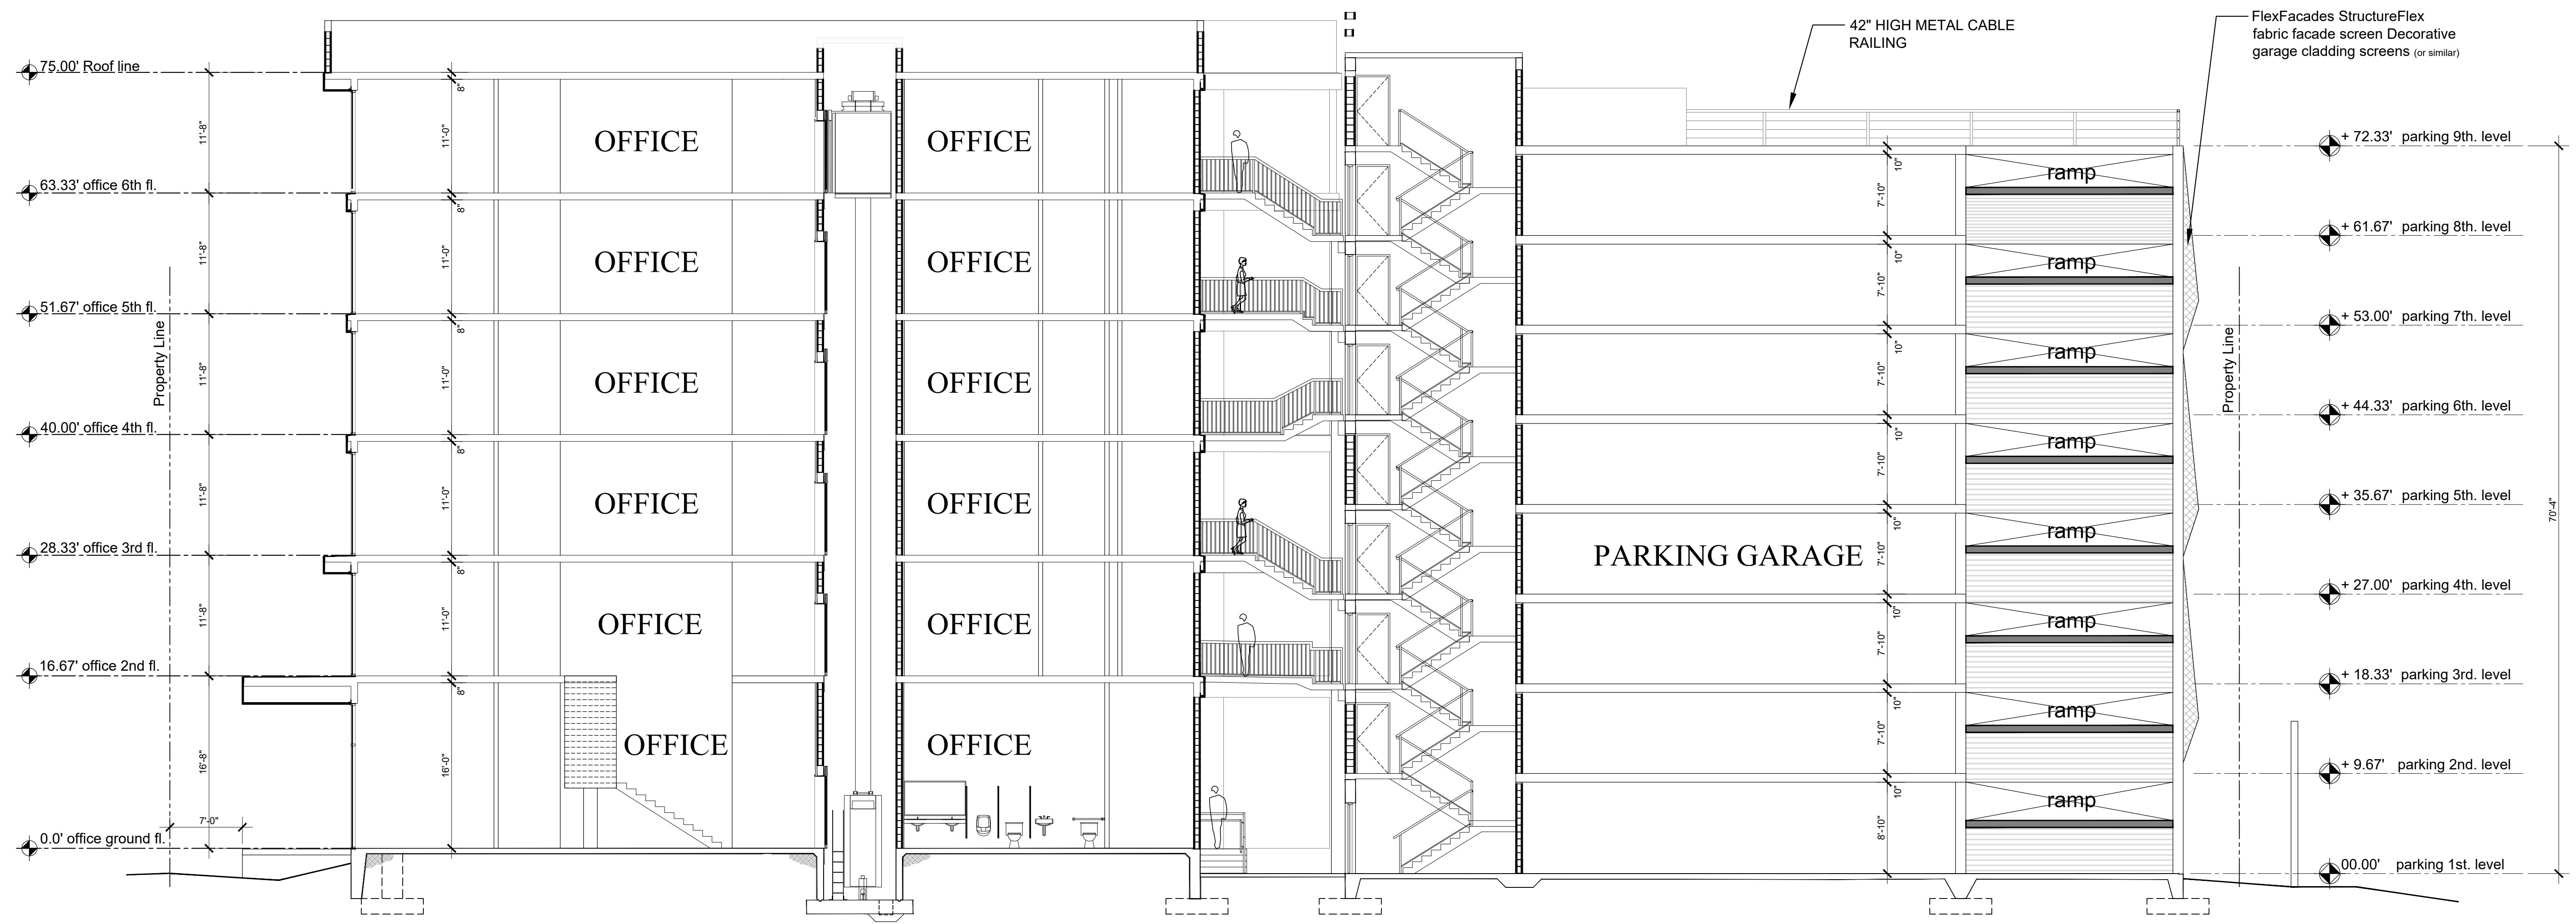 42" HIGH METAL CABLE
RAILING
FlexFacades StructureFlex
fabric facade screen Decorative
garage cladding screens (or similar)
75.00' Roof line
63.33' office 6th fl.
51.67' office 5th fl.
40.00' office 4th fl.
28.33' office 3rd fl.
16.67' office 2nd fl.
0.0' office ground fl.
Property Line
7'-0"
11'-8"
11'-8"
11'-8"
11'-8"
11'-8"
16'-8"
8"
11'-0"
8"
11'-0"
8"
11'-0"
8"
11'-0"
8"
11'-0"
8"
16'-0"
OFFICE
OFFICE
OFFICE
OFFICE
OFFICE
OFFICE
OFFICE
OFFICE
OFFICE
OFFICE
OFFICE
OFFICE
PARKING GARAGE
10"
7'-10"
10"
7'-10"
10"
7'-10"
10"
7'-10"
10"
7'-10"
10"
7'-10"
10"
7'-10"
10"
8'-10"
ramp
ramp
ramp
ramp
ramp
ramp
ramp
ramp
Property Line
+ 72.33' parking 9th. level
+ 61.67' parking 8th. level
+ 53.00' parking 7th. level
+ 44.33' parking 6th. level
+ 35.67' parking 5th. level
+ 27.00' parking 4th. level
+ 18.33' parking 3rd. level
+ 9.67' parking 2nd. level
00.00' parking 1st. level
70'-4"